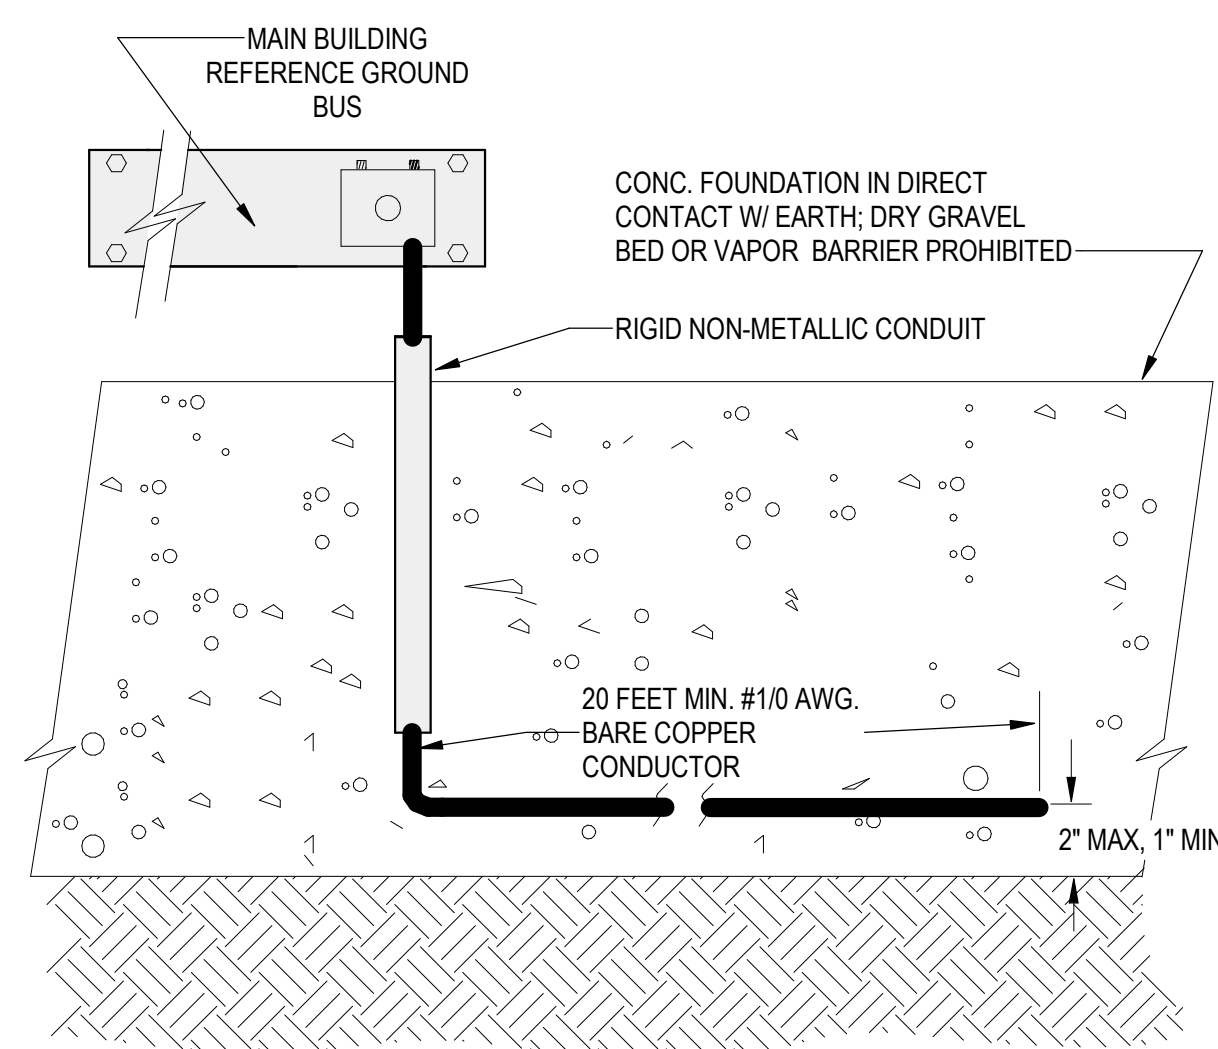 MAIN BUILDING
REFERENCE GROUND
BUS
CONC. FOUNDATION IN DIRECT
CONTACT W/ EARTH; DRY GRAVEL
BED OR VAPOR BARRIER PROHIBITED
RIGID NON-METALLIC CONDUIT
20 FEET MIN. #1/0 AWG.
BARE COPPER
CONDUCTOR
2" MAX, 1" MIN